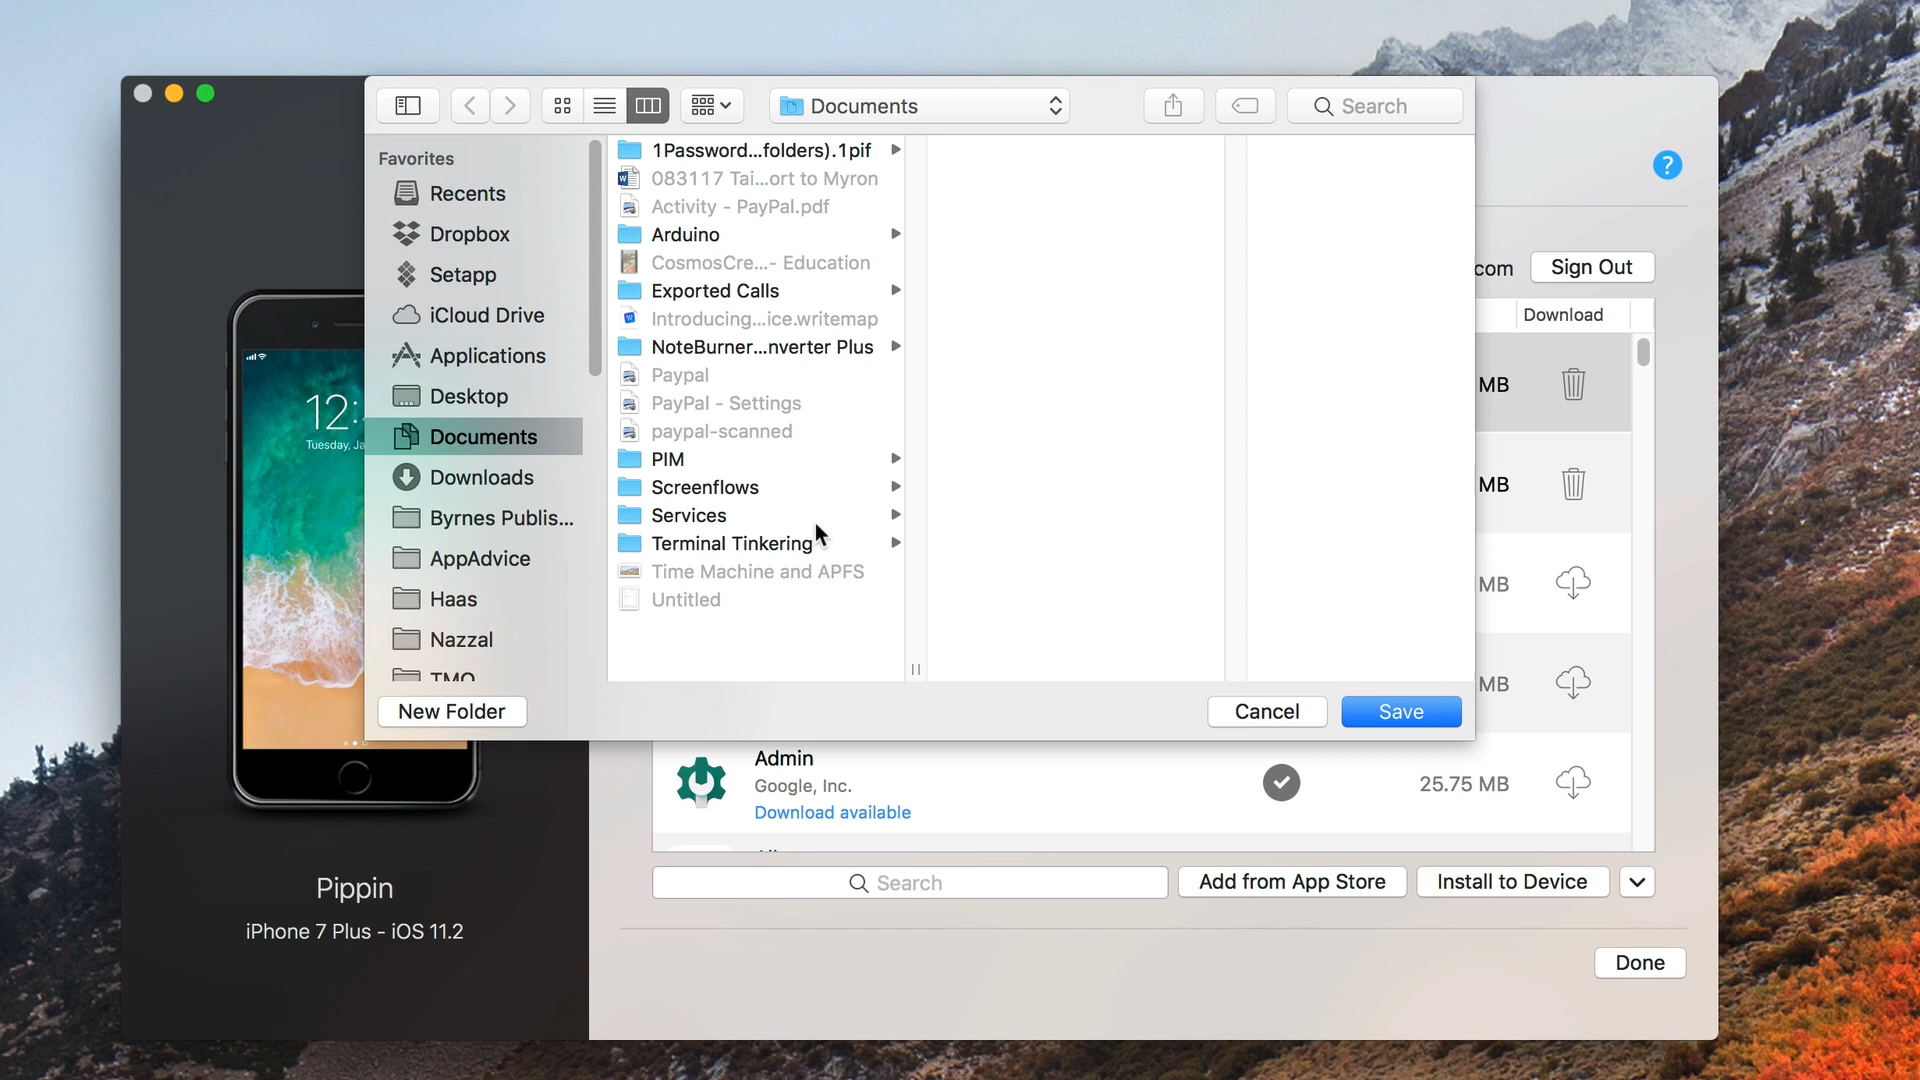 Documents
Search
Favorites
Recents
Dropbox
Setapp
iCloud Drive
Applications
Desktop
Documents
Downloads
Byrnes Publis...
AppAdvice
Haas
Nazzal
TMO
1Password...folders).1pif
083117 Tai...ort to Myron
Activity - PayPal.pdf
Arduino
CosmosCre...- Education
Exported Calls
Introducing...ice.writemap
NoteBurner...nverter Plus
Paypal
PayPal - Settings
paypal-scanned
PIM
Screenflows
Services
Terminal Tinkering
Time Machine and APFS
Untitled
New Folder
Cancel
Save
?
com
Sign Out
Download
MB
MB
MB
MB
12:
Tuesday, Ja
Admin
Google, Inc.
Download available
25.75 MB
Search
Add from App Store
Install to Device
Done
Pippin
iPhone 7 Plus - iOS 11.2